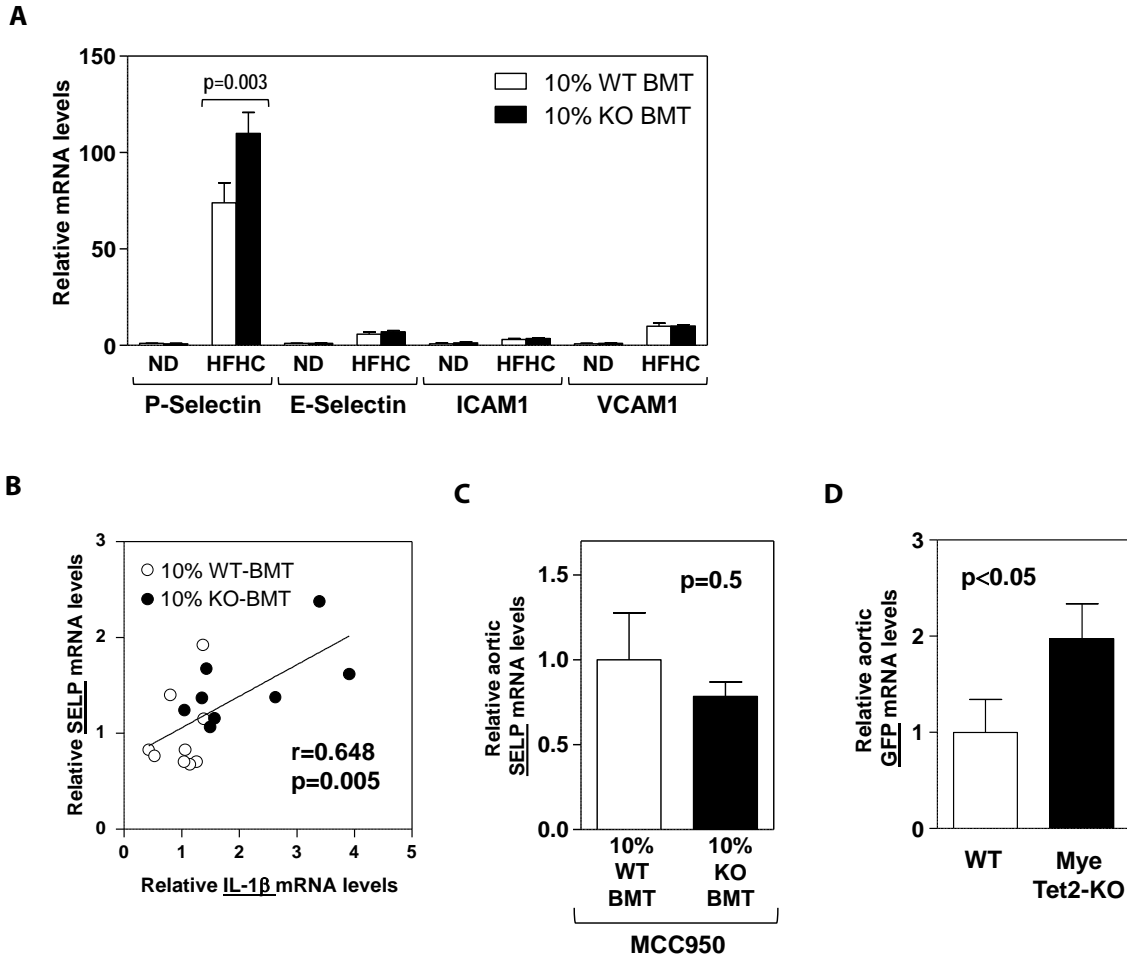 A
150
100
50
0
Relative mRNA levels
p=0.003
10% WT BMT
10% KO BMT
ND HFHC ND HFHC ND HFHC ND HFHC
P-Selectin E-Selectin ICAM1 VCAM1
B
3
2
1
0
Relative SELP mRNA levels
10% WT-BMT
10% KO-BMT
r=0.648
p=0.005
0 1 2 3 4 5
Relative IL-1β mRNA levels
C
1.5
1.0
0.5
0.0
Relative aortic
SELP mRNA levels
p=0.5
10% 10%
WT KO
BMT BMT
MCC950
D
3
2
1
0
Relative aortic
GFP mRNA levels
p<0.05
WT Mye
Tet2-KO